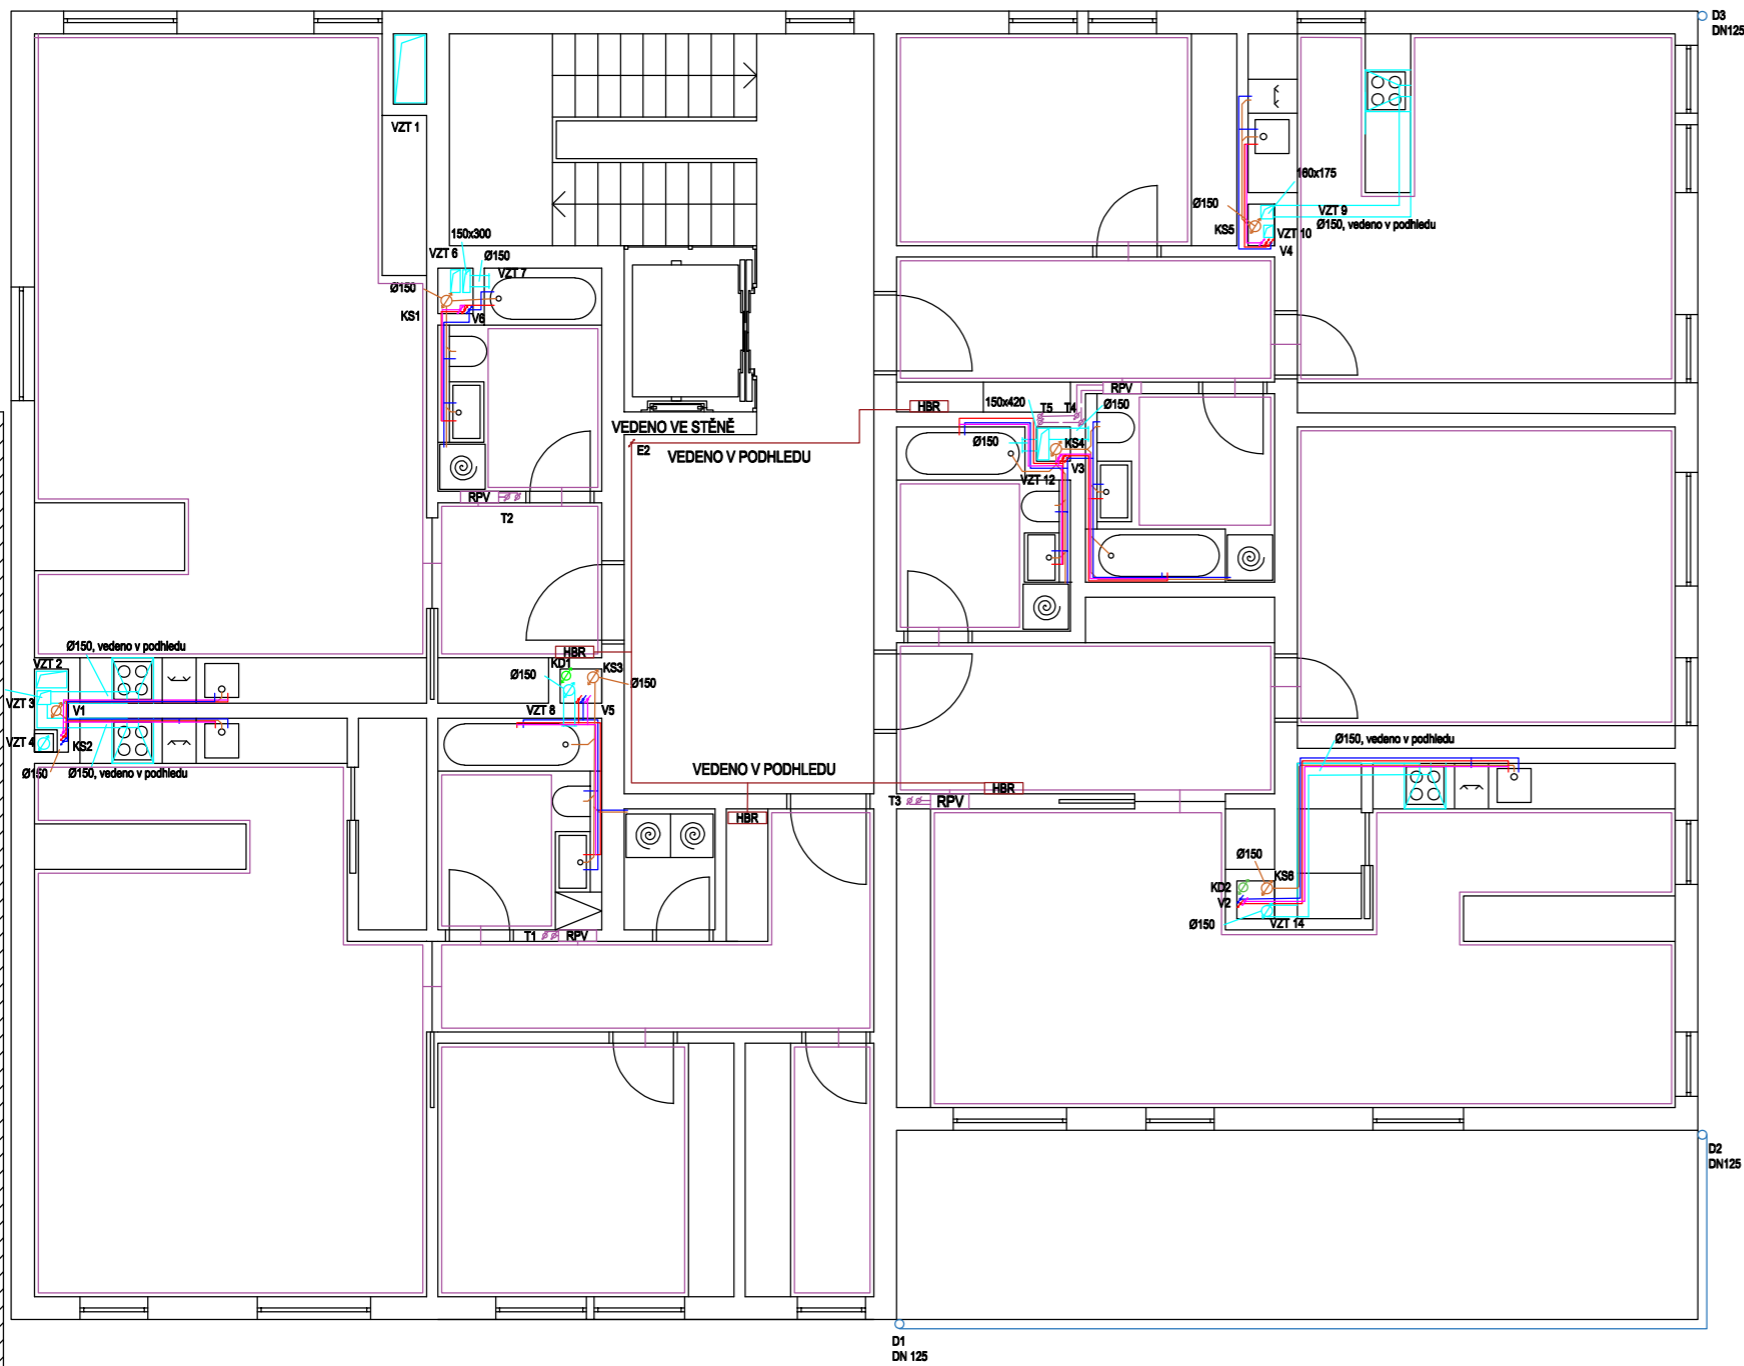 D3
DN125
VZT 1
160x175
Ø150
VZT 9
Ø150, vedeno v podhledu
KS5
VZT 10
V4
150x300
VZT 6
Ø150
VZT 7
Ø150
KS1
V6
RPV
150x420
HBR
T5
T4
Ø150
VEDENO VE STĚNĚ
E2
VEDENO V PODHLEDU
Ø150
KS4
V3
VZT 12
RPV
T2
Ø150, vedeno v podhledu
HBR
VZT 2
KD1
KS3
Ø150
Ø150
VZT 3
V1
VZT 8
V5
VZT 4
KS2
Ø150
Ø150, vedeno v podhledu
Ø150, vedeno v podhledu
VEDENO V PODHLEDU
HBR
T3
RPV
HBR
Ø150
KS6
KD2
V2
Ø150
VZT 14
T1
RPV
D2
DN125
D1
DN 125